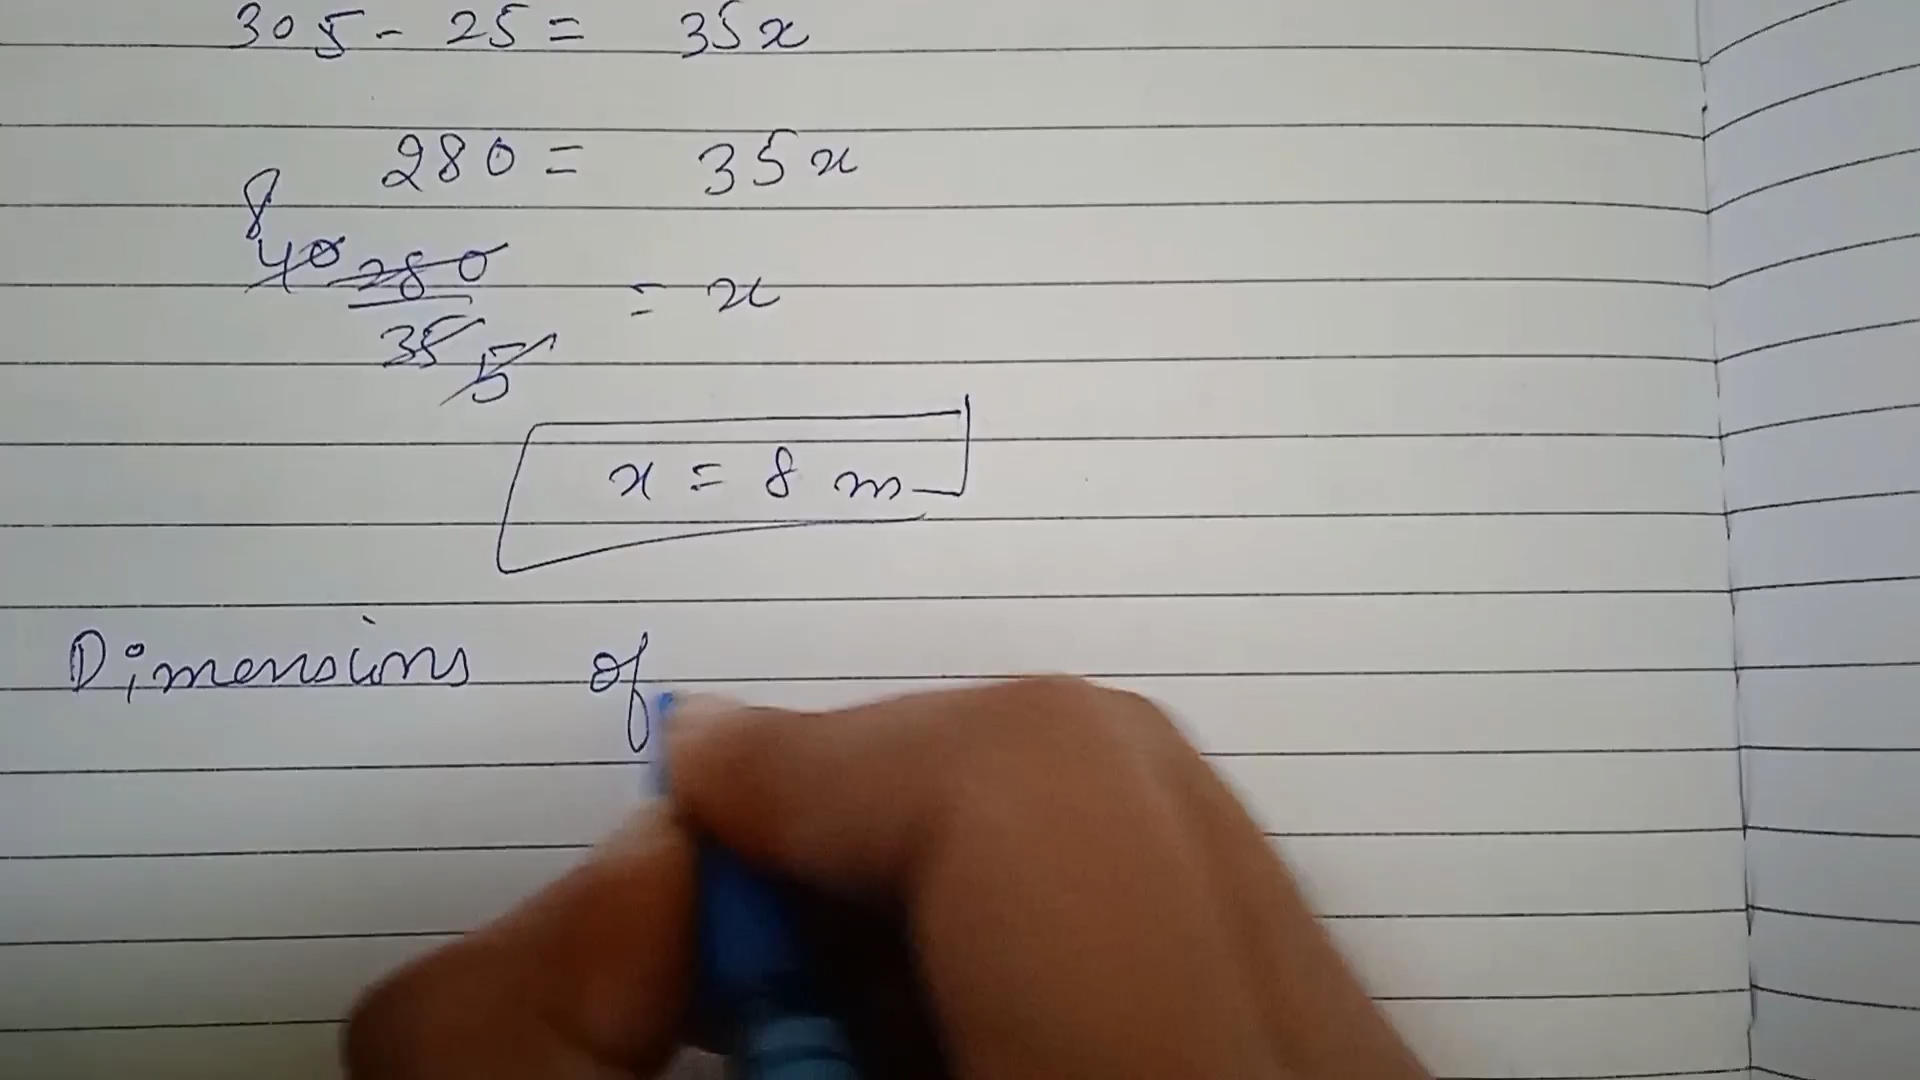 305 - 25 = 35x
280 = 35x
8
40 280
= x
35 5
x = 8 m
Dimensions of